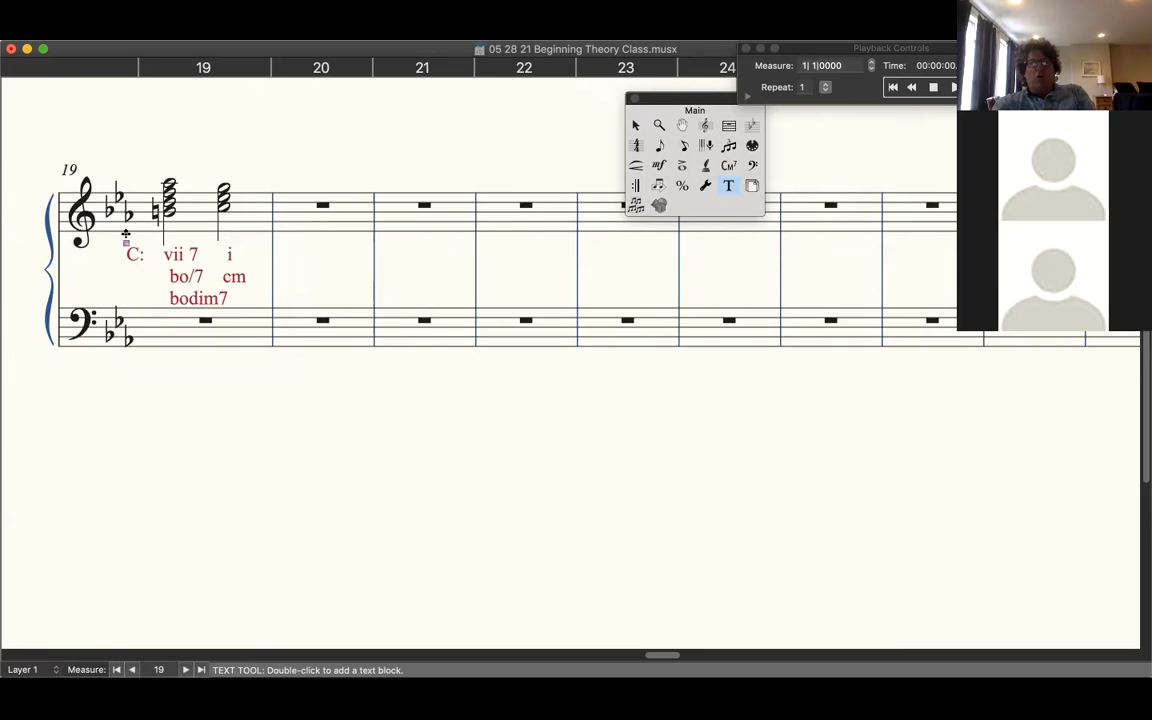 05 28 21 Beginning Theory Class.musx
Playback Controls
19 20 21 22 23 24
Measure: 1| 1|0000 Time: 00:00:00.
Repeat: 1
Main
mf CM7
% T
19
C: vii 7 i
bo/7 cm
bodim7
Layer 1 Measure: 19 TEXT TOOL: Double-click to add a text block.